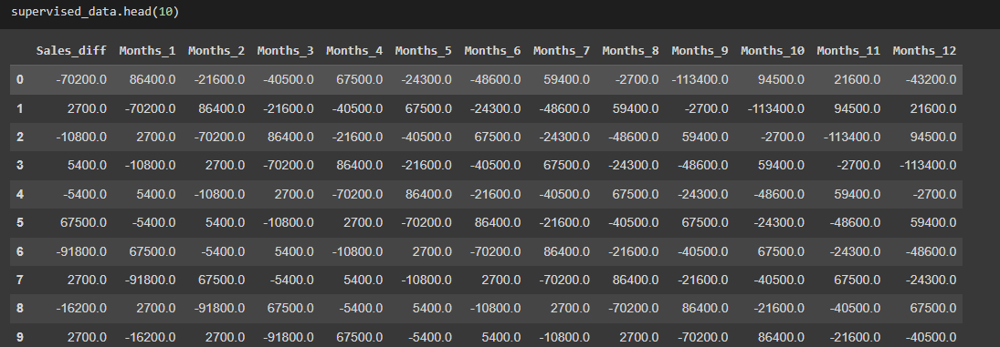 supervised_data.head(10)
Sales_diff Months_1 Months_2 Months_3 Months_4 Months_5 Months_6 Months_7 Months_8 Months_9 Months_10 Months_11 Months_12
0 -70200.0 86400.0 -21600.0 -40500.0 67500.0 -24300.0 -48600.0 59400.0 -2700.0 -113400.0 94500.0 21600.0 -43200.0
1 2700.0 -70200.0 86400.0 -21600.0 -40500.0 67500.0 -24300.0 -48600.0 59400.0 -2700.0 -113400.0 94500.0 21600.0
2 -10800.0 2700.0 -70200.0 86400.0 -21600.0 -40500.0 67500.0 -24300.0 -48600.0 59400.0 -2700.0 -113400.0 94500.0
3 5400.0 -10800.0 2700.0 -70200.0 86400.0 -21600.0 -40500.0 67500.0 -24300.0 -48600.0 59400.0 -2700.0 -113400.0
4 -5400.0 5400.0 -10800.0 2700.0 -70200.0 86400.0 -21600.0 -40500.0 67500.0 -24300.0 -48600.0 59400.0 -2700.0
5 67500.0 -5400.0 5400.0 -10800.0 2700.0 -70200.0 86400.0 -21600.0 -40500.0 67500.0 -24300.0 -48600.0 59400.0
6 -91800.0 67500.0 -5400.0 5400.0 -10800.0 2700.0 -70200.0 86400.0 -21600.0 -40500.0 67500.0 -24300.0 -48600.0
7 2700.0 -91800.0 67500.0 -5400.0 5400.0 -10800.0 2700.0 -70200.0 86400.0 -21600.0 -40500.0 67500.0 -24300.0
8 -16200.0 2700.0 -91800.0 67500.0 -5400.0 5400.0 -10800.0 2700.0 -70200.0 86400.0 -21600.0 -40500.0 67500.0
9 2700.0 -16200.0 2700.0 -91800.0 67500.0 -5400.0 5400.0 -10800.0 2700.0 -70200.0 86400.0 -21600.0 -40500.0